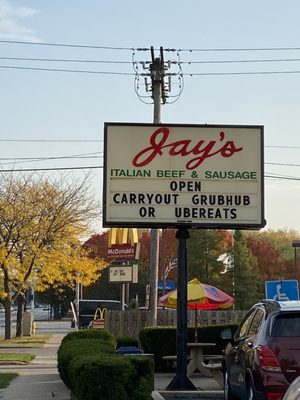 Jay's
ITALIAN BEEF & SAUSAGE
OPEN
CARRYOUT GRUBHUB
OR UBEREATS
McDonald's